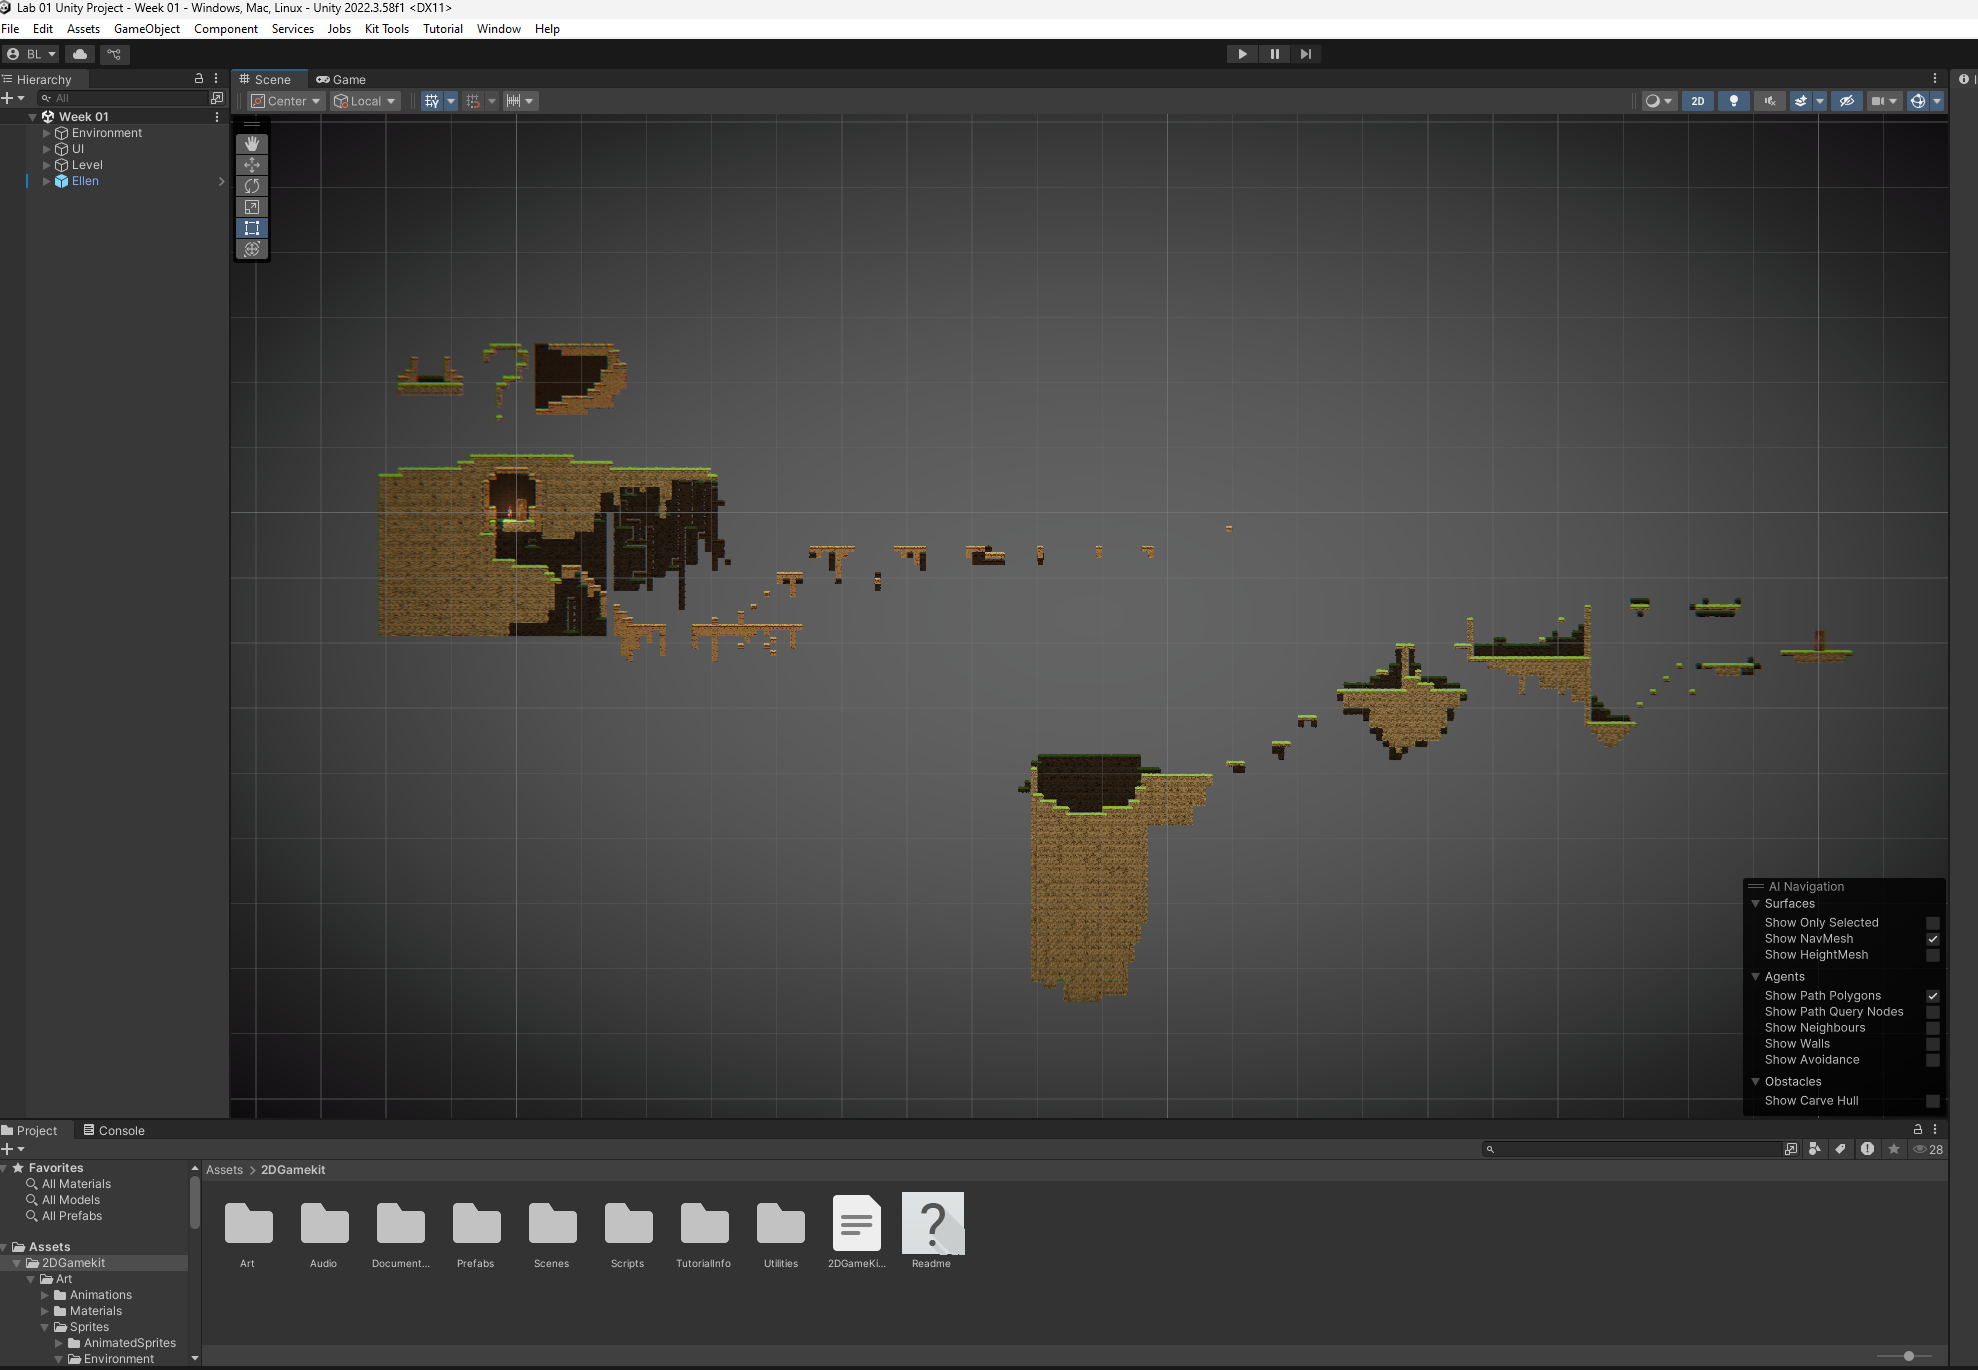 Lab 01 Unity Project - Week 01 - Windows, Mac, Linux - Unity 2022.3.58f1 <DX11>
File Edit Assets GameObject Component Services Jobs Kit Tools Tutorial Window Help
BL
Hierarchy
All
Week 01
Environment
UI
Level
Ellen
Scene Game
Center Local
2D
AI Navigation
Surfaces
Show Only Selected
Show NavMesh
Show HeightMesh
Agents
Show Path Polygons
Show Path Query Nodes
Show Neighbours
Show Walls
Show Avoidance
Obstacles
Show Carve Hull
Project Console
28
Favorites
All Materials
All Models
All Prefabs
Assets
2DGamekit
Art
Animations
Materials
Sprites
AnimatedSprites
Environment
Assets > 2DGamekit
Art Audio Document... Prefabs Scenes Scripts TutorialInfo Utilities 2DGameKi... Readme